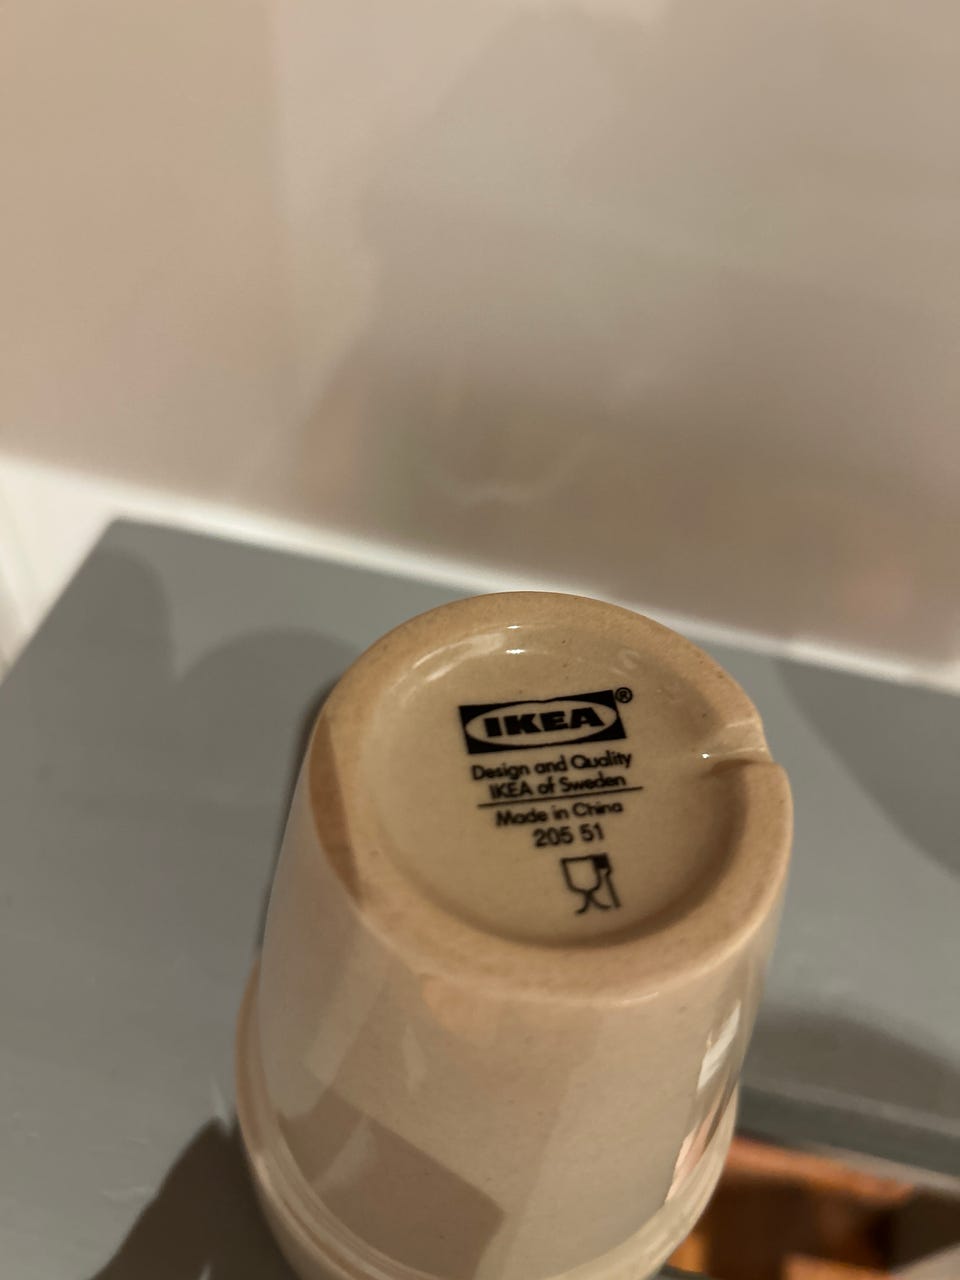 IKEA®
Design and Quality
IKEA of Sweden
Made in China
205 51